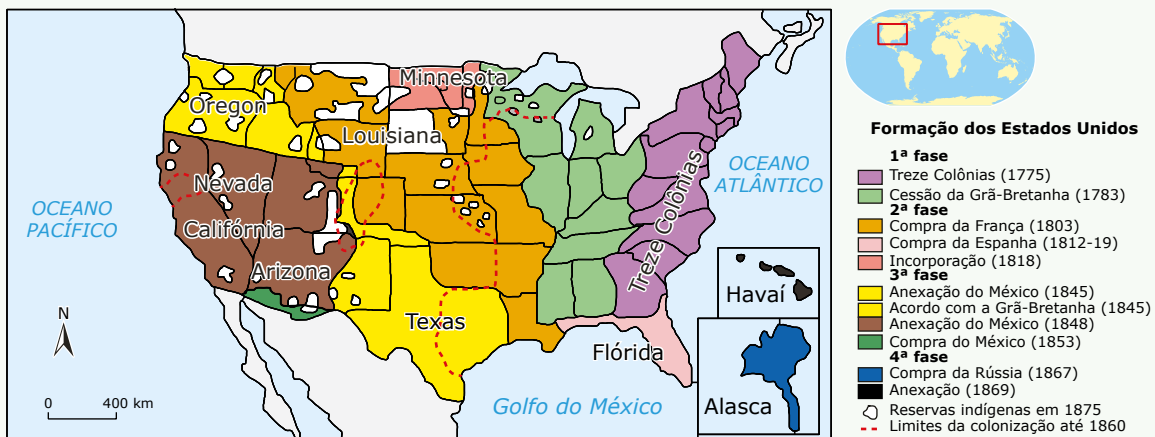 Minnesota
Oregon
Louisiana
Nevada
Califórnia
Arizona
Texas
Treze Colônias
Flórida
OCEANO
PACÍFICO
OCEANO
ATLÂNTICO
Golfo do México
Havaí
Alasca
N
0 400 km
Formação dos Estados Unidos
1ª fase
Treze Colônias (1775)
Cessão da Grã-Bretanha (1783)
2ª fase
Compra da França (1803)
Compra da Espanha (1812-19)
Incorporação (1818)
3ª fase
Anexação do México (1845)
Acordo com a Grã-Bretanha (1845)
Anexação do México (1848)
Compra do México (1853)
4ª fase
Compra da Rússia (1867)
Anexação (1869)
Reservas indígenas em 1875
Limites da colonização até 1860